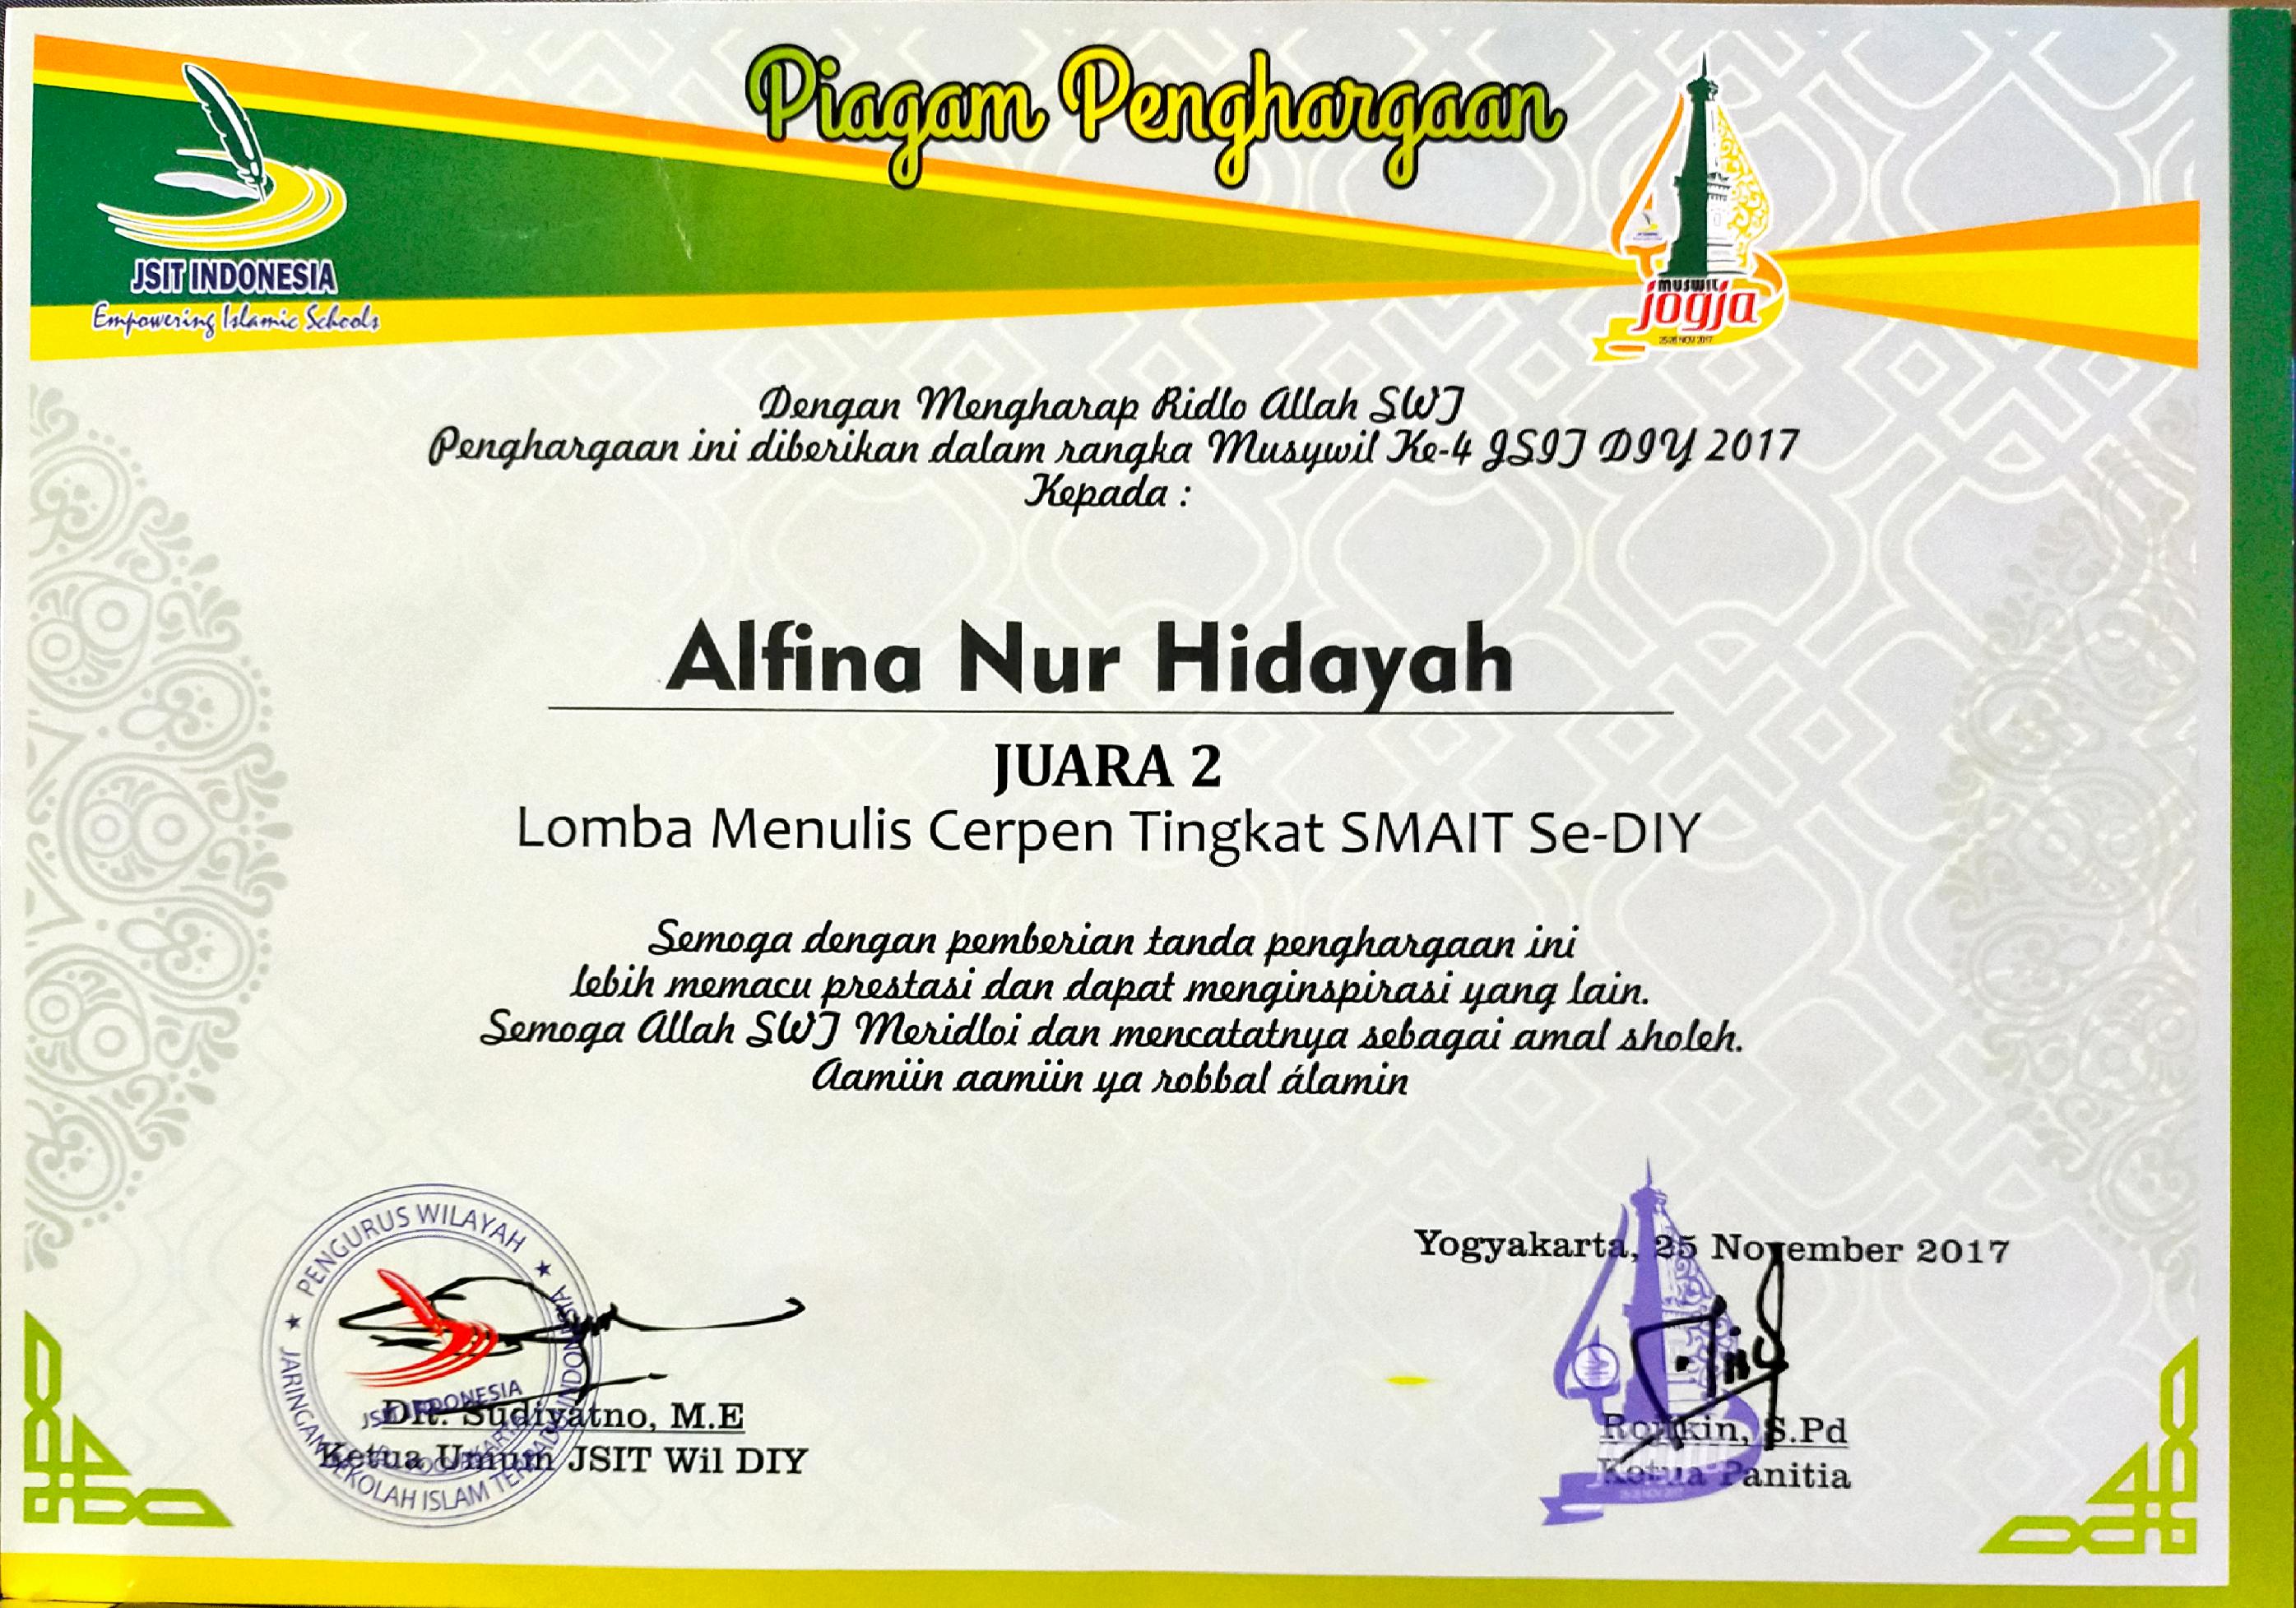 Piagam Penghargaan
JSIT INDONESIA
Empowering Islamic Schools
MUSWIL
jogja
25-26 NOV 2017
Dengan Mengharap Ridlo Allah SWT
Penghargaan ini diberikan dalam rangka Musywil Ke-4 JSIT DIY 2017
Kepada :
Alfina Nur Hidayah
JUARA 2
Lomba Menulis Cerpen Tingkat SMAIT Se-DIY
Semoga dengan pemberian tanda penghargaan ini
lebih memacu prestasi dan dapat menginspirasi yang lain.
Semoga Allah SWT Meridloi dan mencatatnya sebagai amal sholeh.
Aamiin aamiin ya robbal álamin
PENGURUS WILAYAH
JARINGAN SEKOLAH ISLAM TERPADU INDONESIA
JSIT INDONESIA
DR. Sudiyatno, M.E
Ketua Umum JSIT Wil DIY
Yogyakarta, 25 November 2017
S.Pd
Ketua Panitia